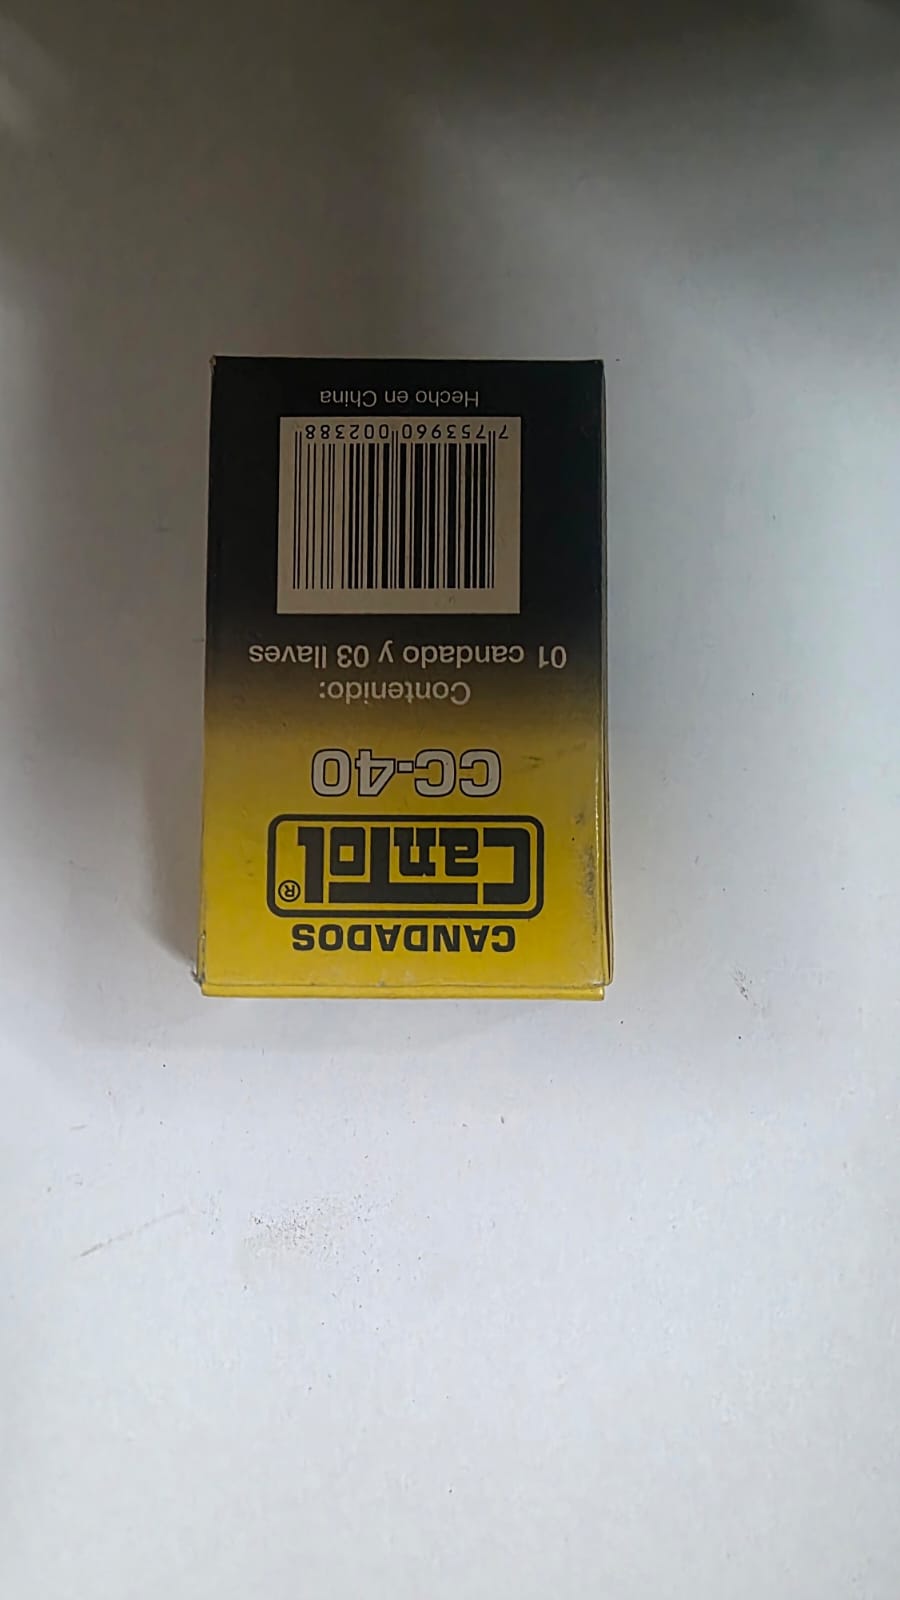 CANDADOS
CANTOL®
CC-40
Contenido:
01 candado y 03 llaves
7 753960 002388
Hecho en China